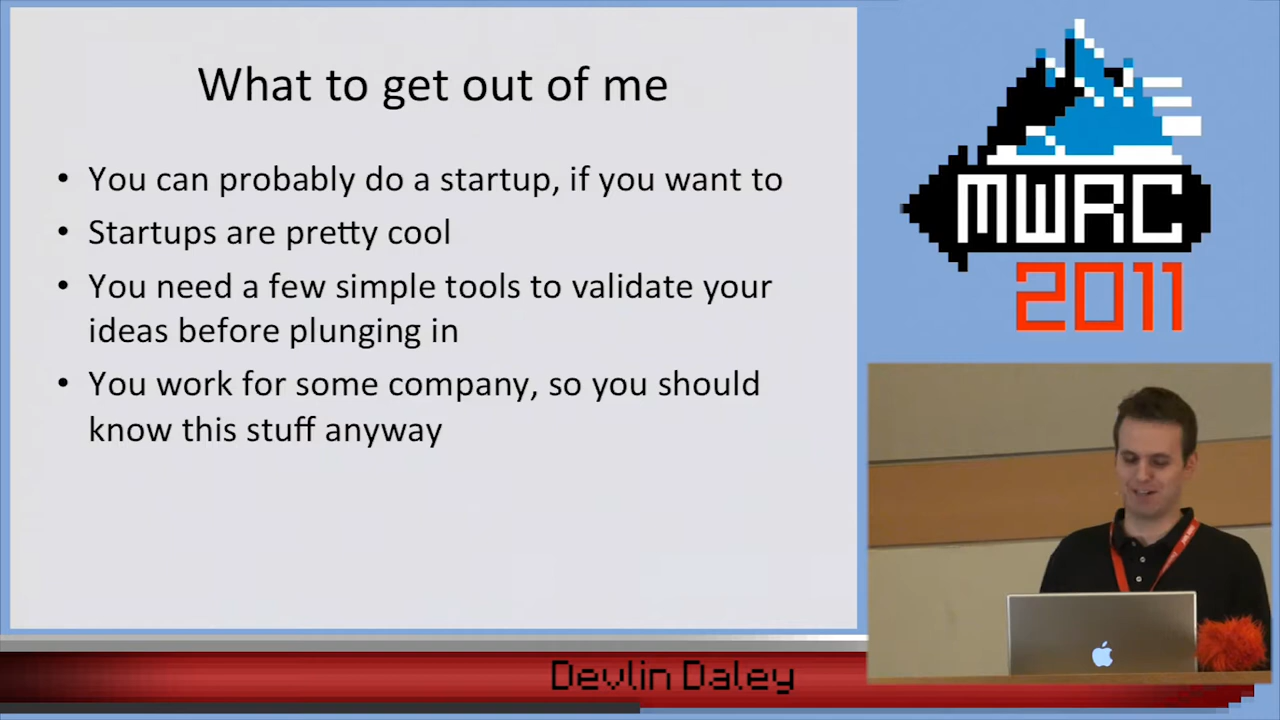 What to get out of me
• You can probably do a startup, if you want to
• Startups are pretty cool
• You need a few simple tools to validate your
ideas before plunging in
• You work for some company, so you should
know this stuff anyway
MWRC
2011
Devlin Daley